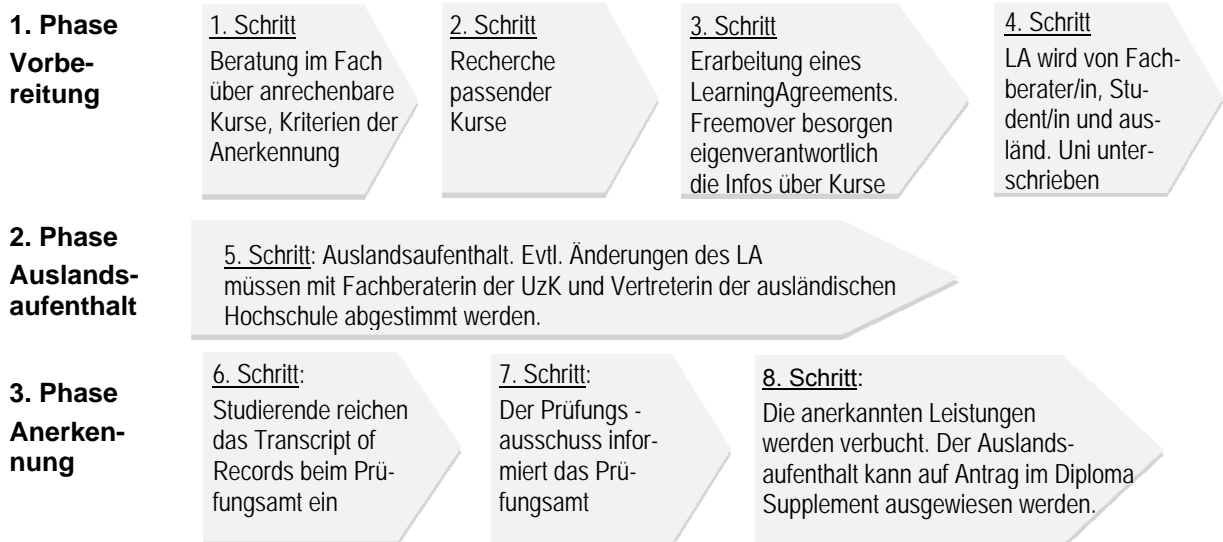 1. Phase
Vorbe-
reitung
1. Schritt
Beratung im Fach
über anrechenbare
Kurse, Kriterien der
Anerkennung
2. Schritt
Recherche
passender
Kurse
3. Schritt
Erarbeitung eines
LearningAgreements.
Freemover besorgen
eigenverantwortlich
die Infos über Kurse
4. Schritt
LA wird von Fach-
berater/in, Stu-
dent/in und aus-
länd. Uni unter-
schrieben
2. Phase
Auslands-
aufenthalt
5. Schritt: Auslandsaufenthalt. Evtl. Änderungen des LA
müssen mit Fachberaterin der UzK und Vertreterin der ausländischen
Hochschule abgestimmt werden.
3. Phase
Anerken-
nung
6. Schritt:
Studierende reichen
das Transcript of
Records beim Prü-
fungsamt ein
7. Schritt:
Der Prüfungs -
ausschuss infor-
miert das Prü-
fungsamt
8. Schritt:
Die anerkannten Leistungen
werden verbucht. Der Auslands-
aufenthalt kann auf Antrag im Diploma
Supplement ausgewiesen werden.